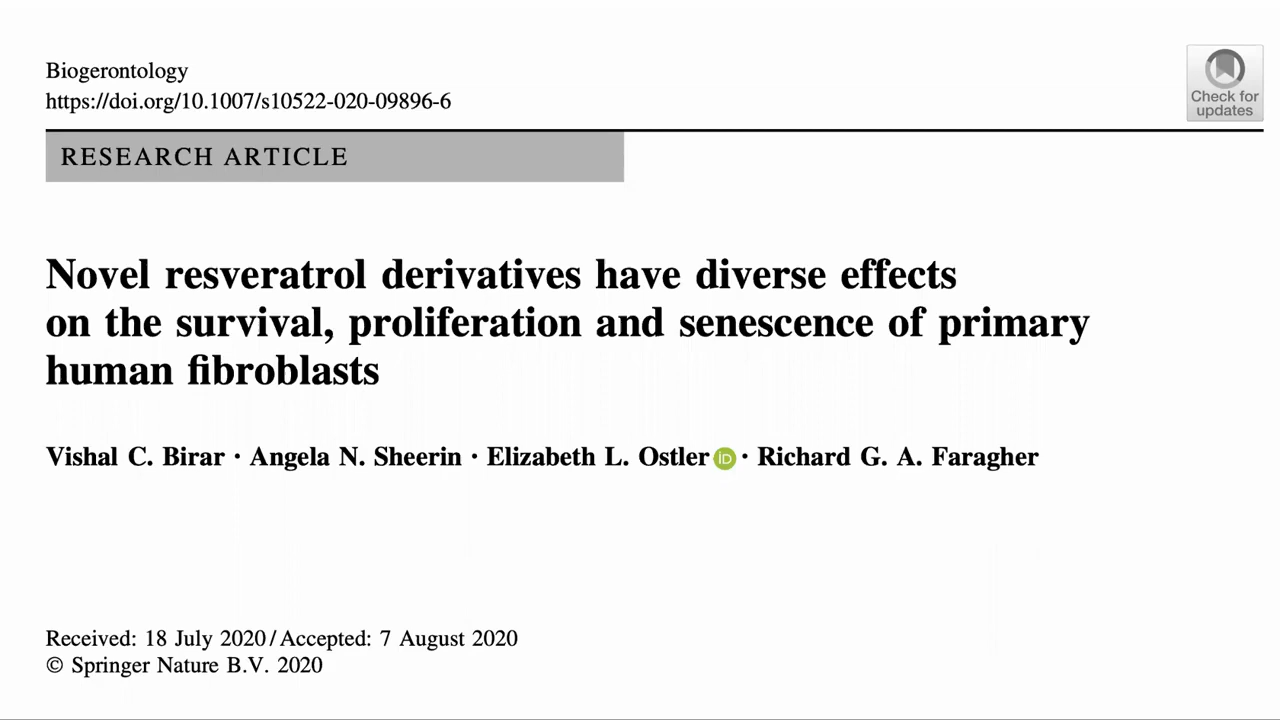 Biogerontology
https://doi.org/10.1007/s10522-020-09896-6
Check for
updates
RESEARCH ARTICLE
Novel resveratrol derivatives have diverse effects
on the survival, proliferation and senescence of primary
human fibroblasts
Vishal C. Birar · Angela N. Sheerin · Elizabeth L. Ostler iD · Richard G. A. Faragher
Received: 18 July 2020 / Accepted: 7 August 2020
© Springer Nature B.V. 2020